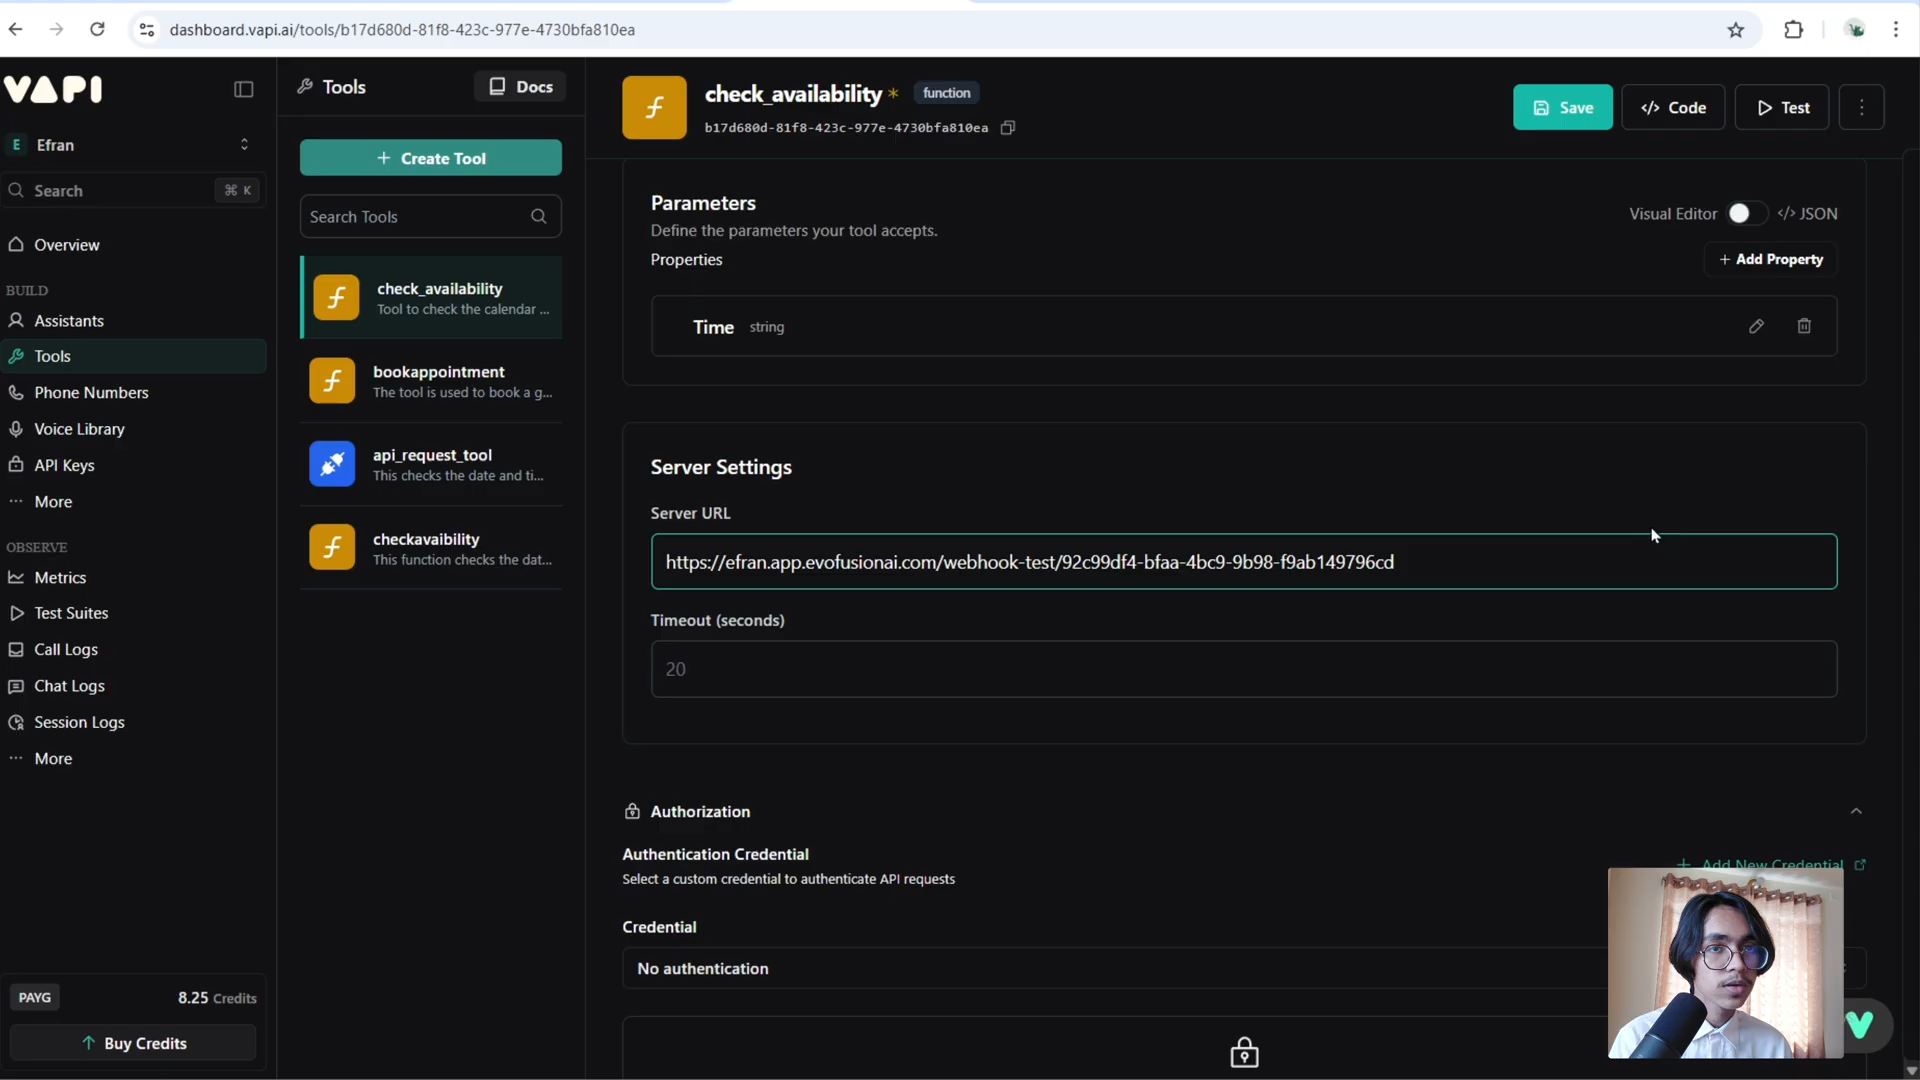 dashboard.vapi.ai/tools/b17d680d-81f8-423c-977e-4730bfa810ea
VAPI
E Efran
Search ⌘ K
Overview
BUILD
Assistants
Tools
Phone Numbers
Voice Library
API Keys
More
OBSERVE
Metrics
Test Suites
Call Logs
Chat Logs
Session Logs
More
PAYG 8.25 Credits
Buy Credits
Tools Docs
Create Tool
Search Tools
check_availability
Tool to check the calendar ...
bookappointment
The tool is used to book a g...
api_request_tool
This checks the date and ti...
checkavaibility
This function checks the dat...
check_availability * function
b17d680d-81f8-423c-977e-4730bfa810ea
Save </> Code Test
Parameters
Define the parameters your tool accepts.
Visual Editor </> JSON
Properties
+ Add Property
Time string
Server Settings
Server URL
https://efran.app.evofusionai.com/webhook-test/92c99df4-bfaa-4bc9-9b98-f9ab149796cd
Timeout (seconds)
20
Authorization
Authentication Credential
Select a custom credential to authenticate API requests
+ Add New Credential
Credential
No authentication